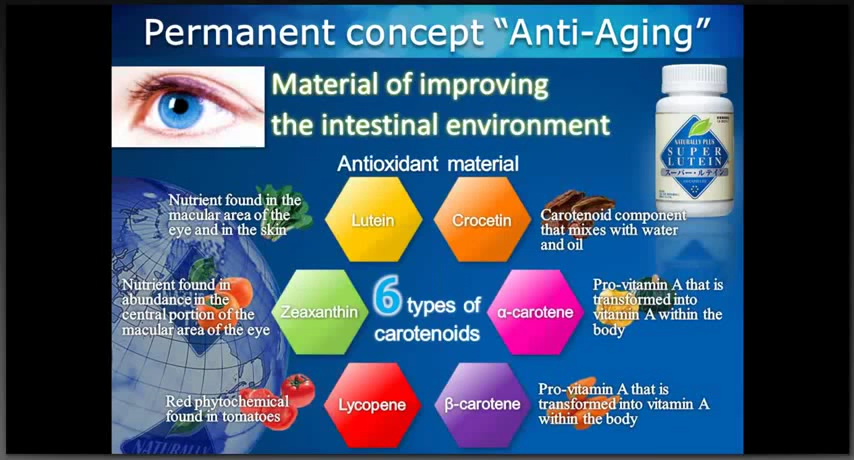 Permanent concept “Anti-Aging”
Material of improving
the intestinal environment
Antioxidant material
NATURALLY PLUS
SUPER
LUTEIN
スーパー・ルテイン
Nutrient found in the
macular area of the
eye and in the skin
Lutein
Crocetin
Carotenoid component
that mixes with water
and oil
Nutrient found in
abundance in the
central portion of the
macular area of the eye
Zeaxanthin
6 types of
carotenoids
α-carotene
Pro-vitamin A that is
transformed into
vitamin A within the
body
Red phytochemical
found in tomatoes
Lycopene
β-carotene
Pro-vitamin A that is
transformed into vitamin A
within the body
NATURALLY